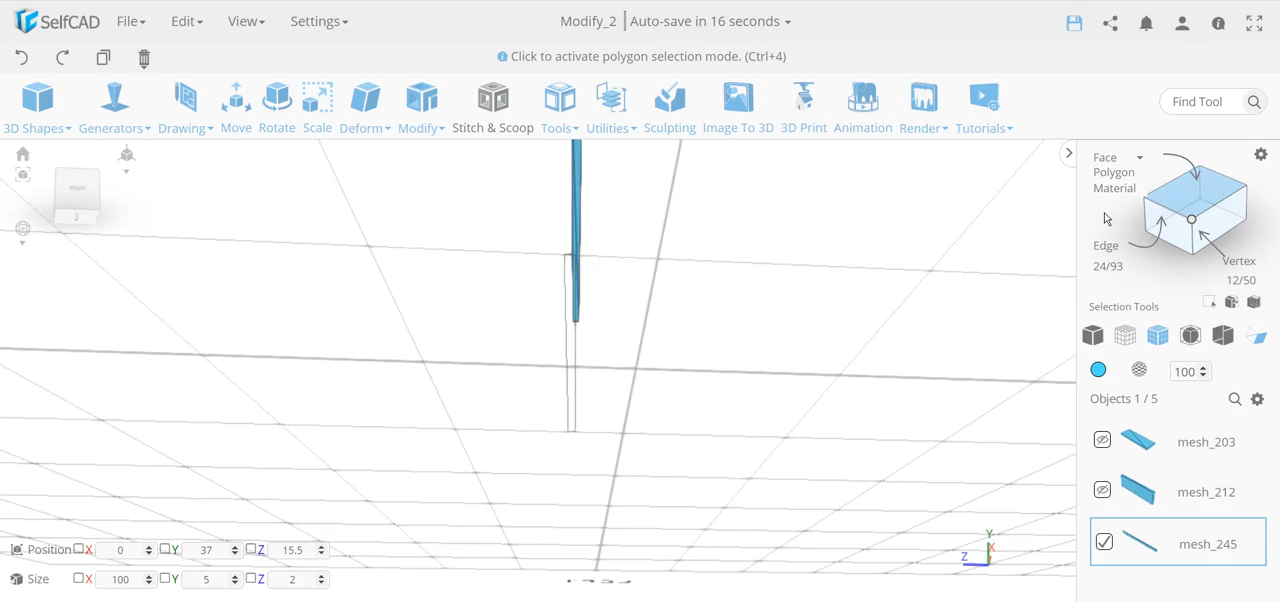 SelfCAD File Edit View Settings Modify_2 Auto-save in 16 seconds
Click to activate polygon selection mode. (Ctrl+4)
3D Shapes Generators Drawing Move Rotate Scale Deform Modify Stitch & Scoop Tools Utilities Sculpting Image To 3D 3D Print Animation Render Tutorials Find Tool
RIGHT
Face
Polygon
Material
Edge
24/93
Vertex
12/50
Selection Tools
100
Objects 1 / 5
mesh_203
mesh_212
mesh_245
Position X 0 Y 37 Z 15.5
Size X 100 Y 5 Z 2
Y
X
Z